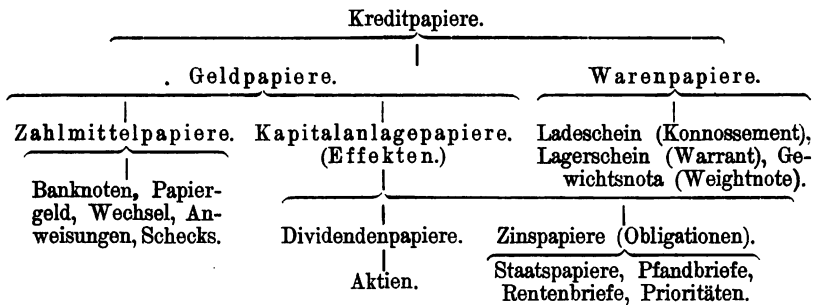 Kreditpapiere.
. Geldpapiere.
Warenpapiere.
Zahlmittelpapiere.
Banknoten, Papier-
geld, Wechsel, An-
weisungen, Schecks.
Kapitalanlagepapiere.
(Effekten.)
Ladeschein (Konnossement),
Lagerschein (Warrant), Ge-
wichtsnota (Weightnote).
Dividendenpapiere.
Aktien.
Zinspapiere (Obligationen).
Staatspapiere, Pfandbriefe,
Rentenbriefe, Prioritäten.